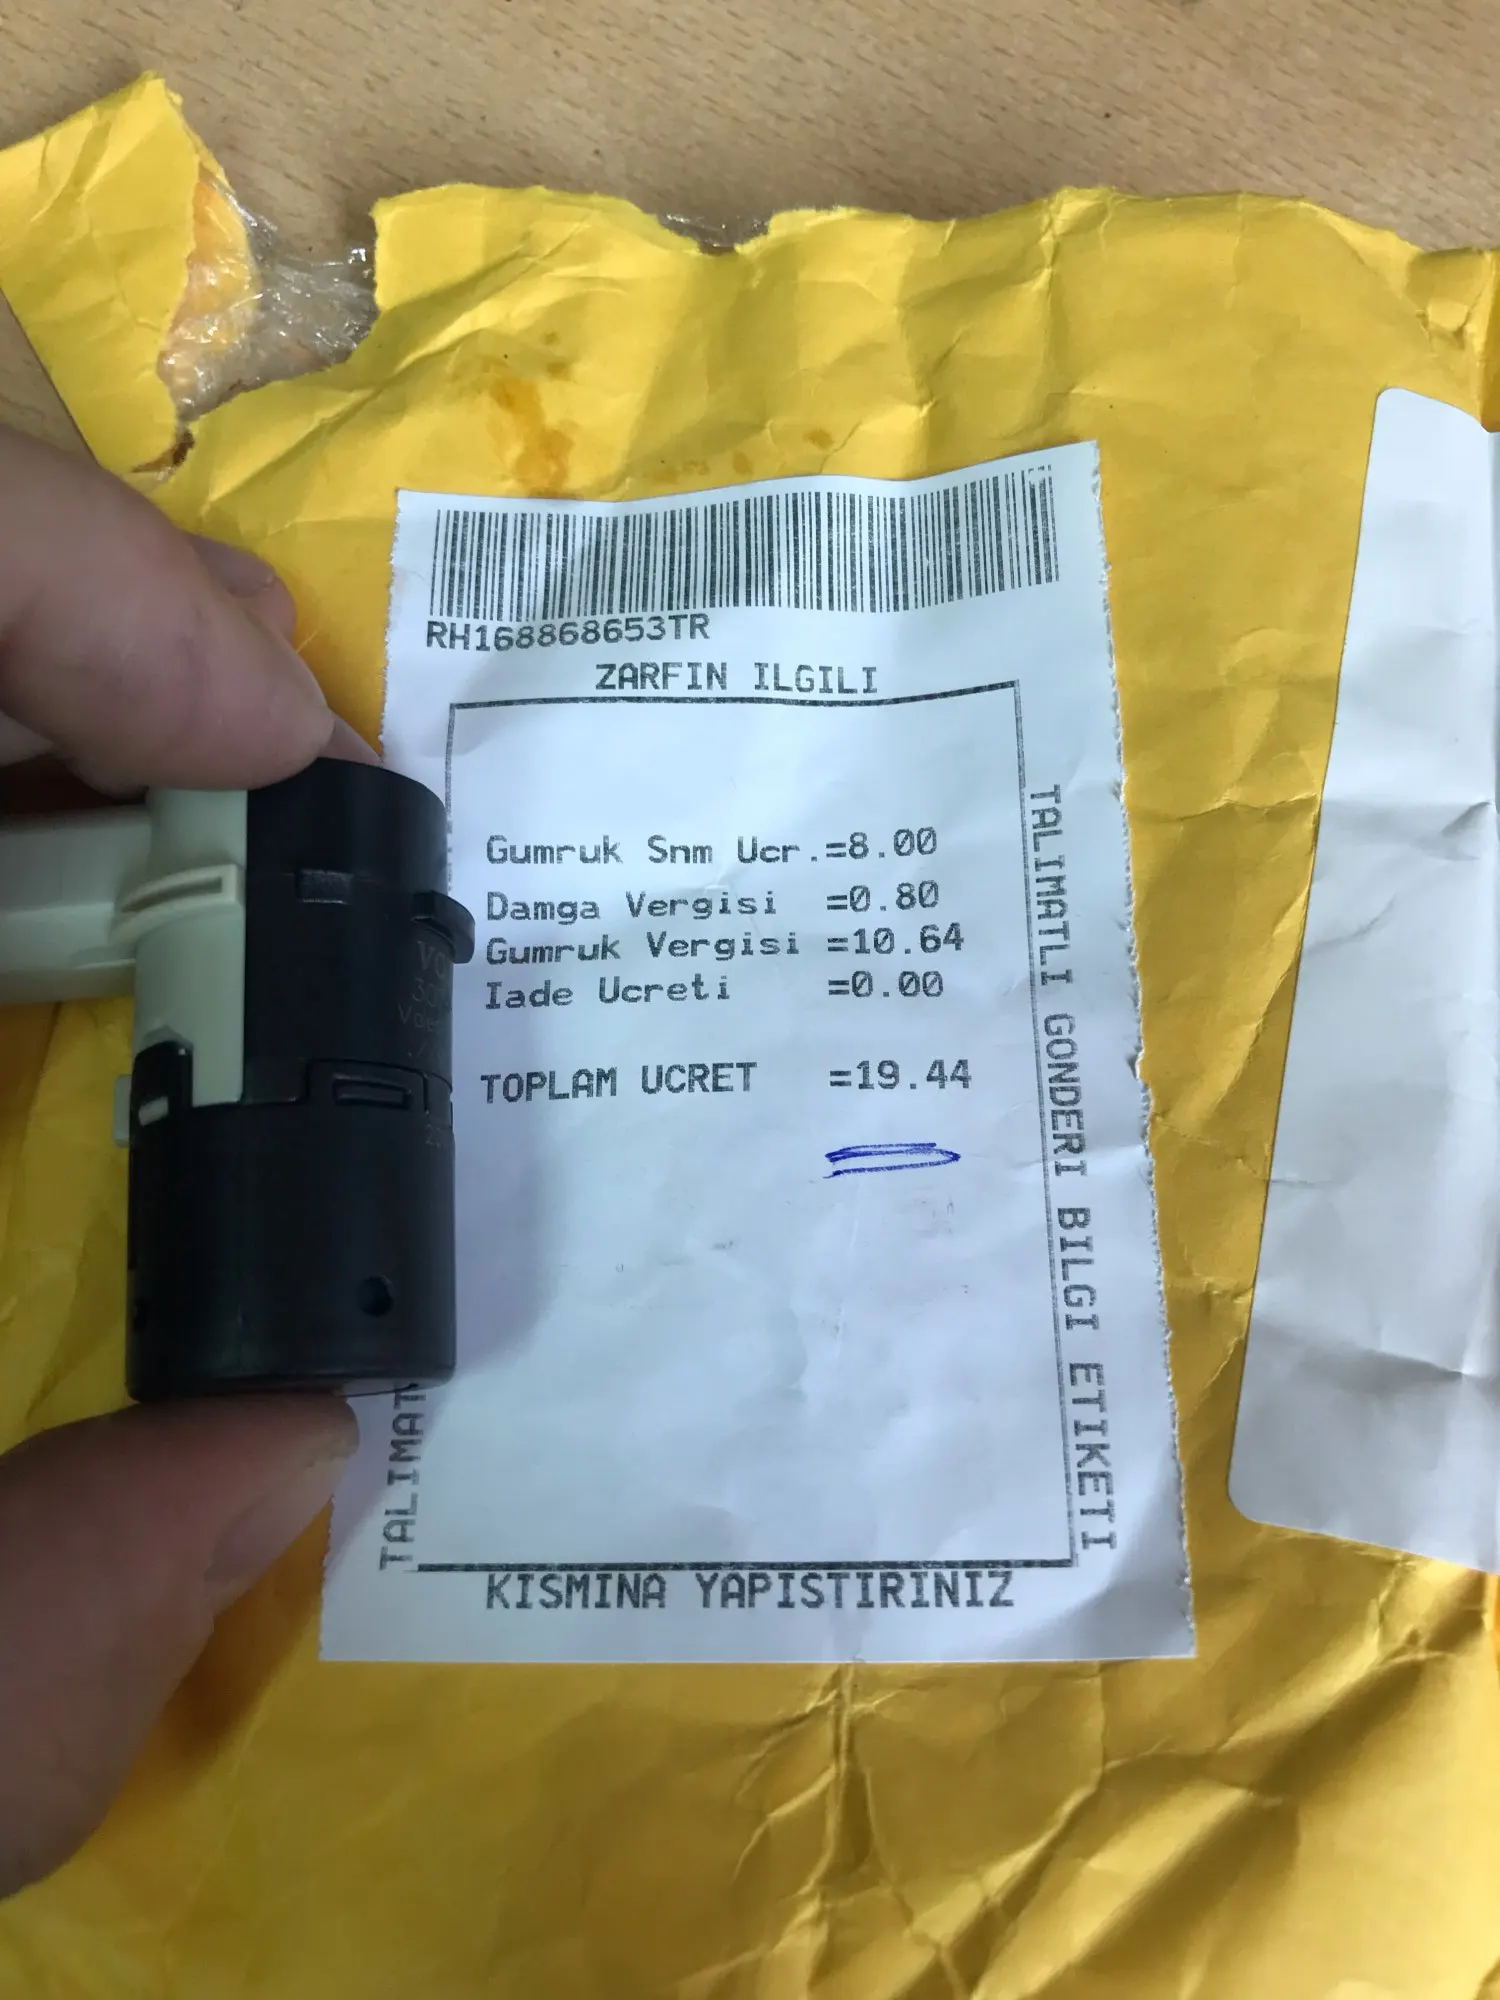 RH168868653TR
ZARFIN ILGILI
Gumruk Snm Ucr.=8.00
Damga Vergisi =0.80
Gumruk Vergisi =10.64
Iade Ucreti =0.00
TOPLAM UCRET =19.44
TALIMATLI GONDERI BILGI ETIKETI
KISMINA YAPISTIRINIZ